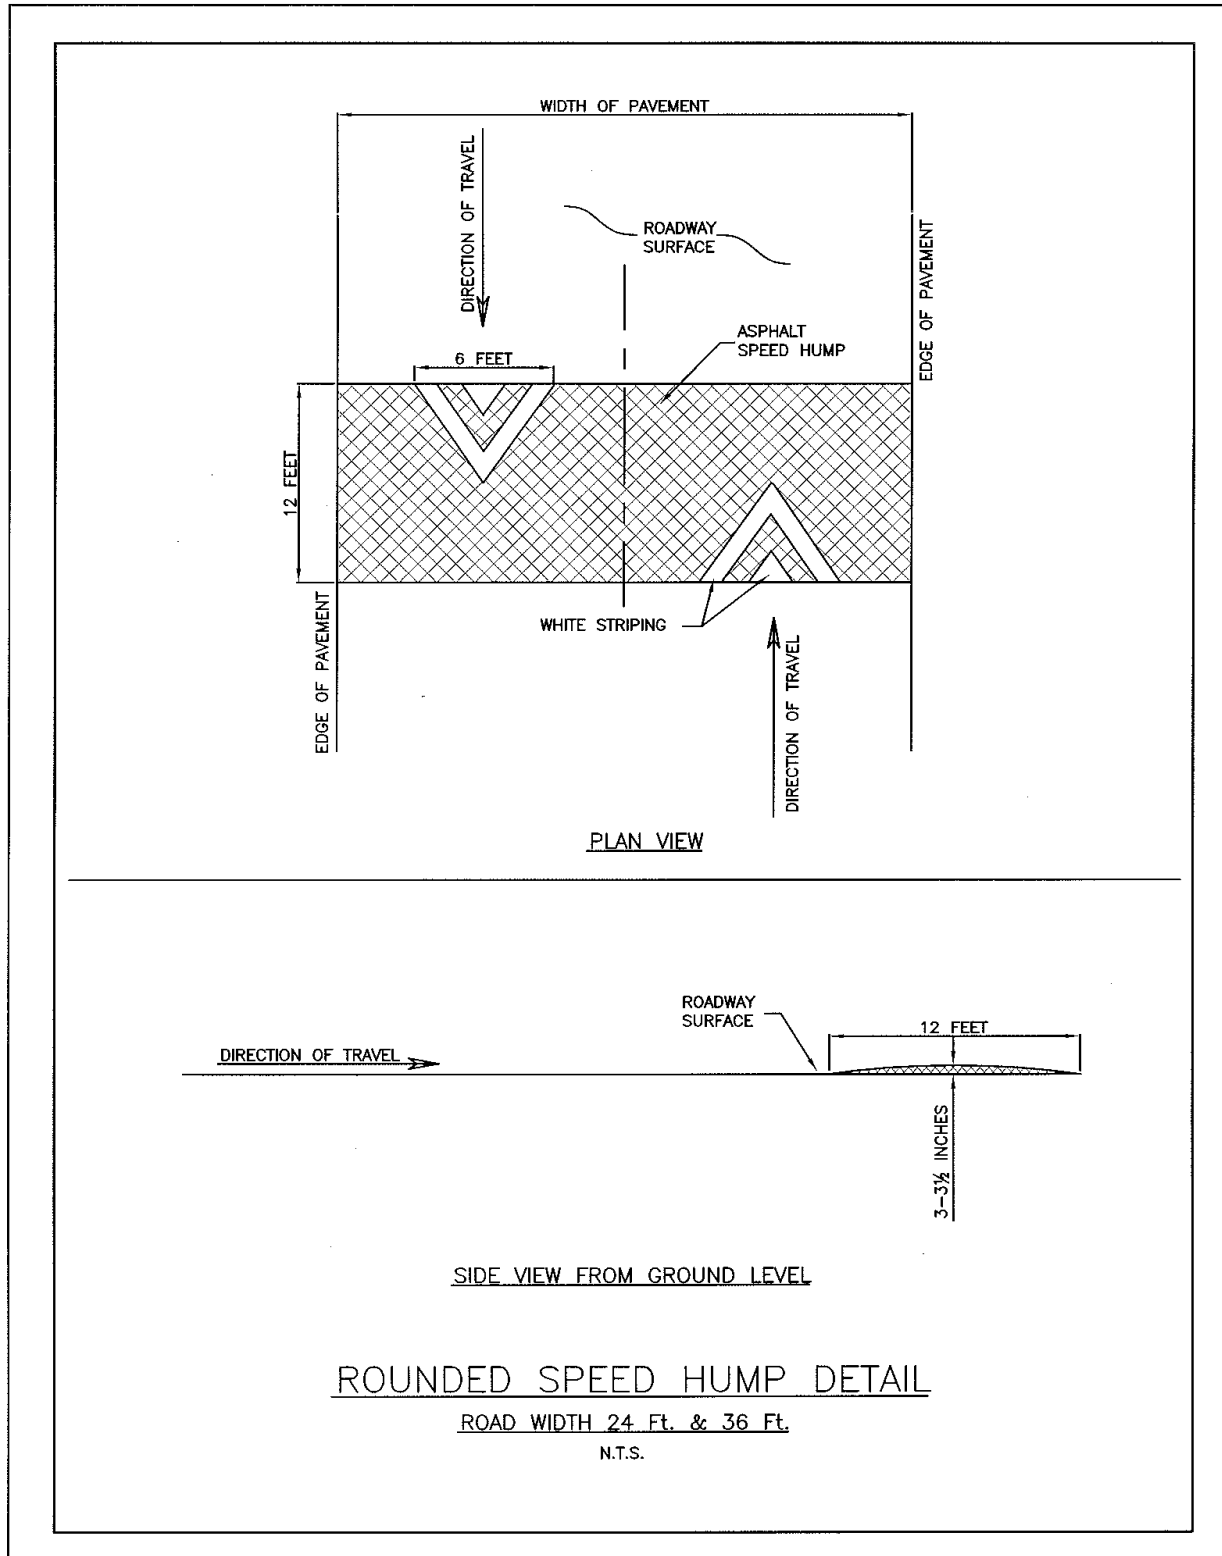 WIDTH OF PAVEMENT
DIRECTION OF TRAVEL
ROADWAY
SURFACE
EDGE OF PAVEMENT
ASPHALT
SPEED HUMP
6 FEET
12 FEET
WHITE STRIPING
EDGE OF PAVEMENT
DIRECTION OF TRAVEL
PLAN VIEW
ROADWAY
SURFACE
12 FEET
DIRECTION OF TRAVEL
3-3½ INCHES
SIDE VIEW FROM GROUND LEVEL
ROUNDED SPEED HUMP DETAIL
ROAD WIDTH 24 Ft. & 36 Ft.
N.T.S.